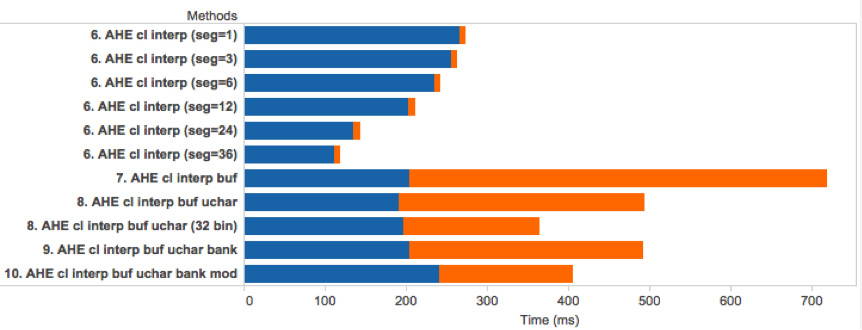 Methods
6. AHE cl interp (seg=1)
6. AHE cl interp (seg=3)
6. AHE cl interp (seg=6)
6. AHE cl interp (seg=12)
6. AHE cl interp (seg=24)
6. AHE cl interp (seg=36)
7. AHE cl interp buf
8. AHE cl interp buf uchar
8. AHE cl interp buf uchar (32 bin)
9. AHE cl interp buf uchar bank
10. AHE cl interp buf uchar bank mod
0 100 200 300 400 500 600 700
Time (ms)